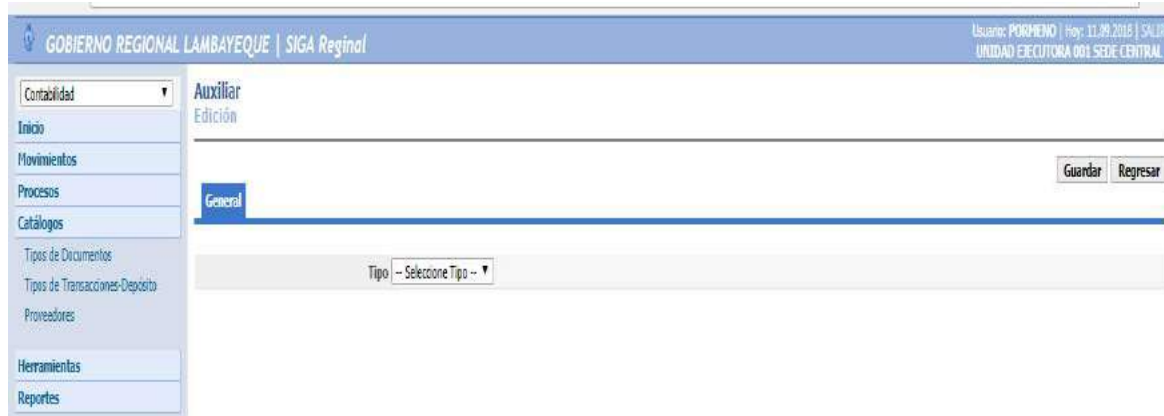 GOBIERNO REGIONAL LAMBAYEQUE | SIGA Reginal
Usuario: PORMENO | Hoy: 11.09.2018 | SALIR
UNIDAD EJECUTORA 001 SEDE CENTRAL
Contabilidad
Inicio
Movimientos
Procesos
Catálogos
Tipos de Documentos
Tipos de Transacciones-Depósito
Proveedores
Herramientas
Reportes
Auxiliar
Edición
Guardar Regresar
General
Tipo -- Seleccione Tipo --